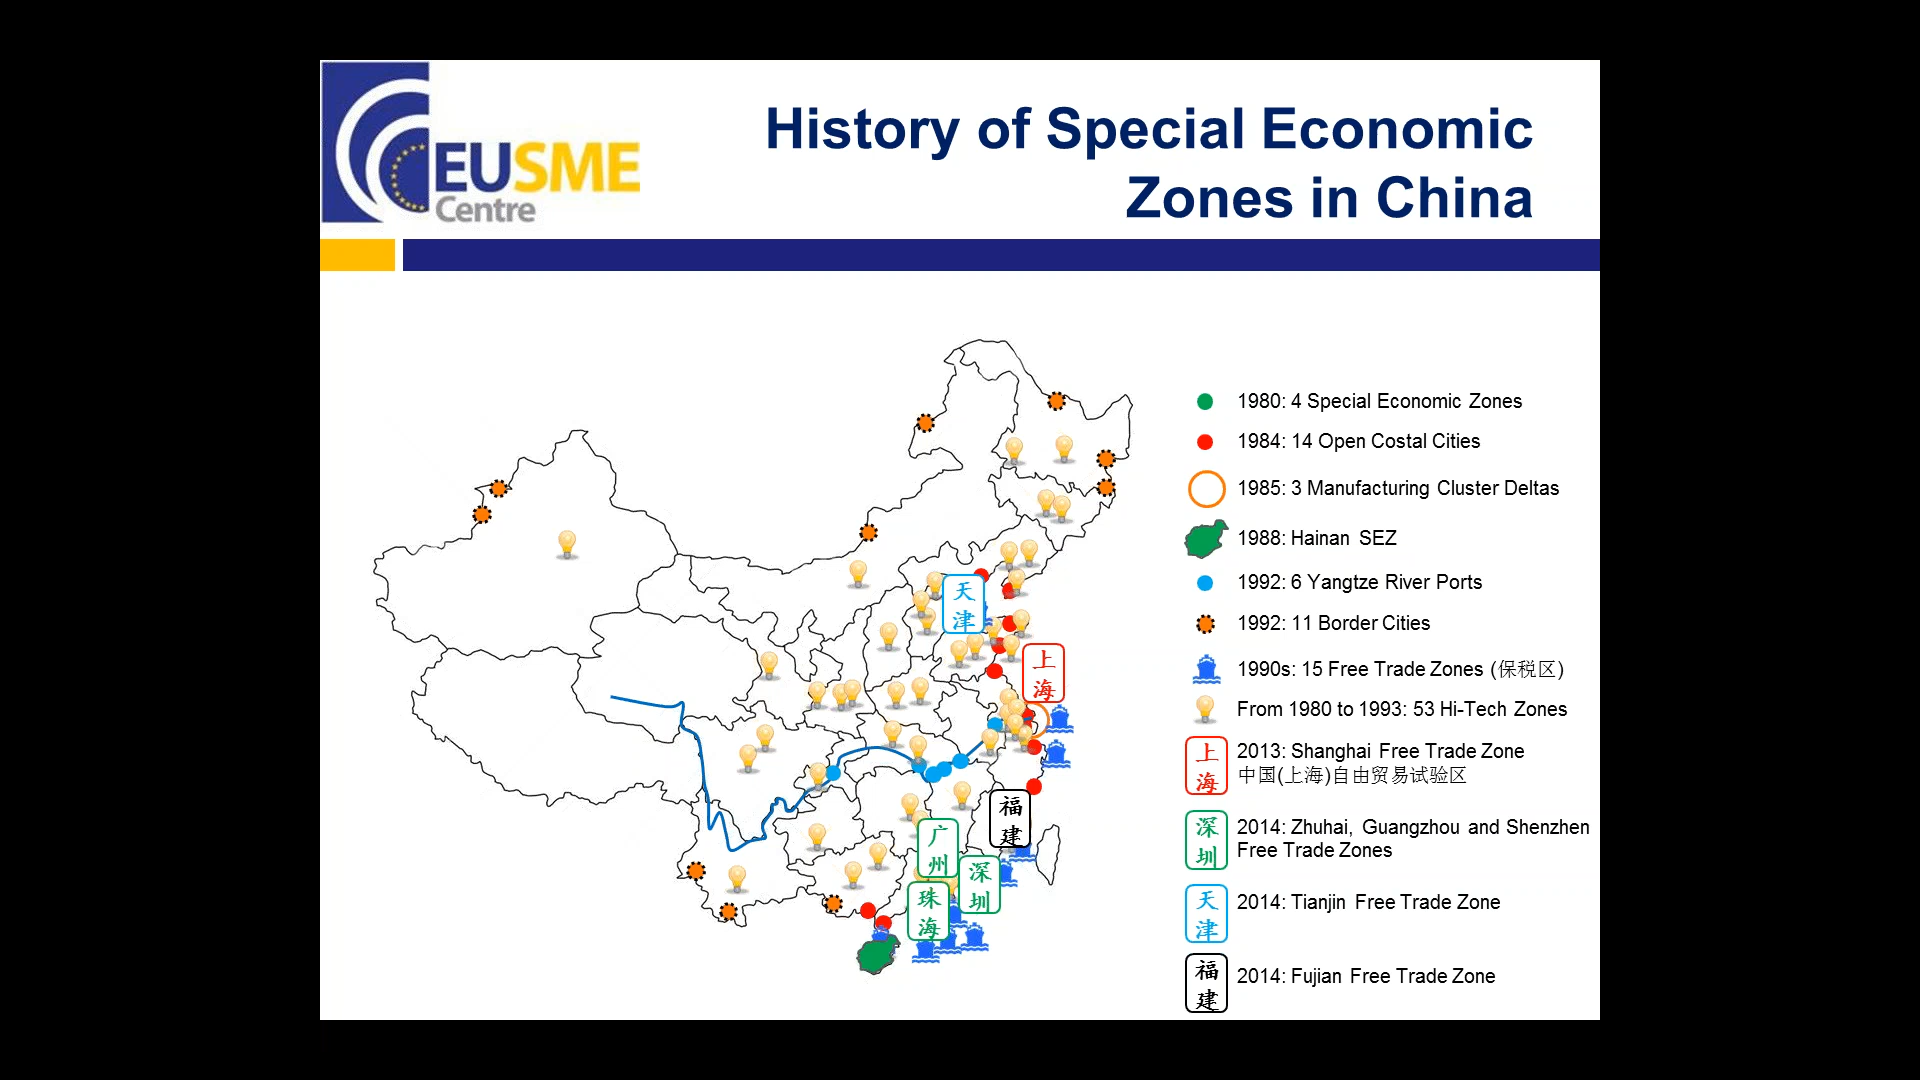 EUSME
Centre
History of Special Economic
Zones in China
1980: 4 Special Economic Zones
1984: 14 Open Costal Cities
1985: 3 Manufacturing Cluster Deltas
1988: Hainan SEZ
1992: 6 Yangtze River Ports
1992: 11 Border Cities
1990s: 15 Free Trade Zones (保税区)
From 1980 to 1993: 53 Hi-Tech Zones
上海
2013: Shanghai Free Trade Zone
中国(上海)自由贸易试验区
深圳
2014: Zhuhai, Guangzhou and Shenzhen
Free Trade Zones
天津
2014: Tianjin Free Trade Zone
福建
2014: Fujian Free Trade Zone
天津
上海
福建
广州
深圳
珠海